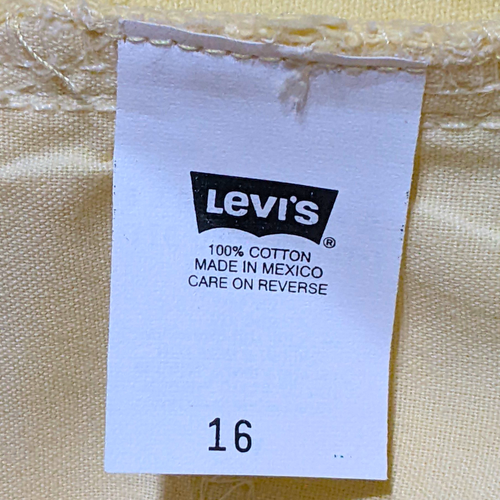 Levi's®
100% COTTON
MADE IN MEXICO
CARE ON REVERSE
16